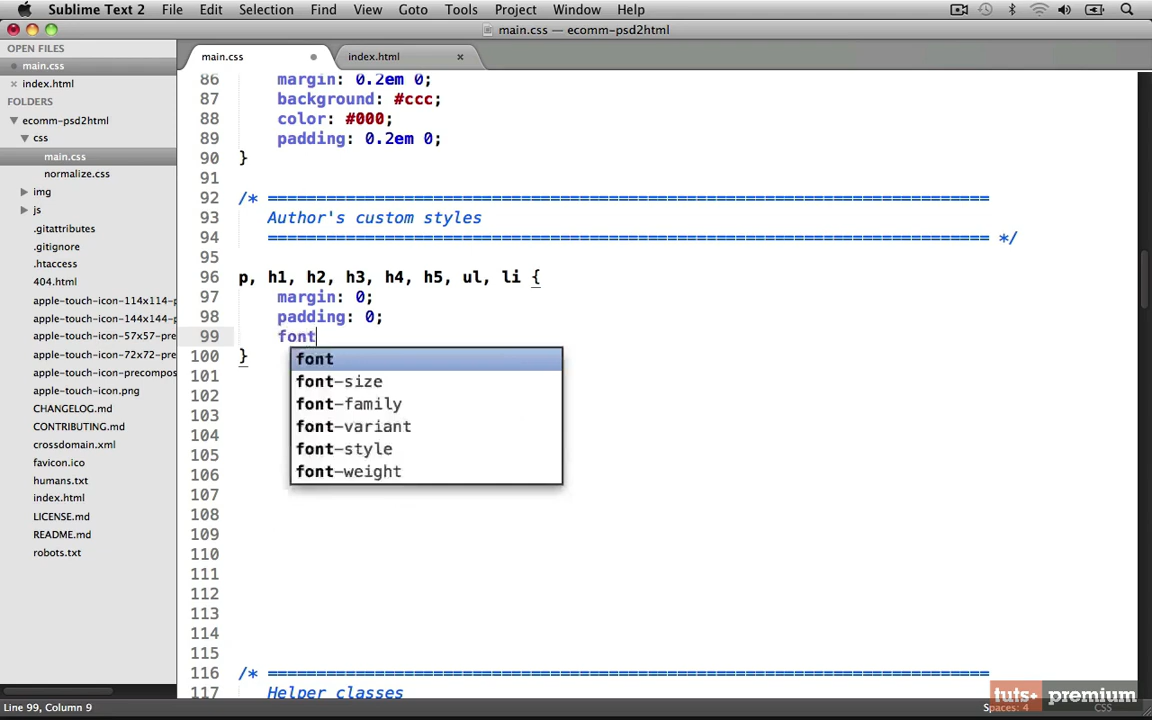 Sublime Text 2 File Edit Selection Find View Goto Tools Project Window Help
main.css — ecomm-psd2html
OPEN FILES
main.css
index.html
FOLDERS
ecomm-psd2html
css
main.css
normalize.css
img
js
.gitattributes
.gitignore
.htaccess
404.html
apple-touch-icon-114x114-p
apple-touch-icon-144x144-p
apple-touch-icon-57x57-pre
apple-touch-icon-72x72-pre
apple-touch-icon-precompos
apple-touch-icon.png
CHANGELOG.md
CONTRIBUTING.md
crossdomain.xml
favicon.ico
humans.txt
index.html
LICENSE.md
README.md
robots.txt
main.css index.html
86 margin: 0.2em 0;
87 background: #ccc;
88 color: #000;
89 padding: 0.2em 0;
90 }
91
92 /* ==========================================================================
93 Author's custom styles
94 ========================================================================== */
95
96 p, h1, h2, h3, h4, h5, ul, li {
97 margin: 0;
98 padding: 0;
99 font
100 }
101
102
103
104
105
106
107
108
109
110
111
112
113
114
115
116 /* ==========================================================================
117 Helper classes
font
font-size
font-family
font-variant
font-style
font-weight
Line 99, Column 9
Spaces: 4 CSS
tuts+ premium